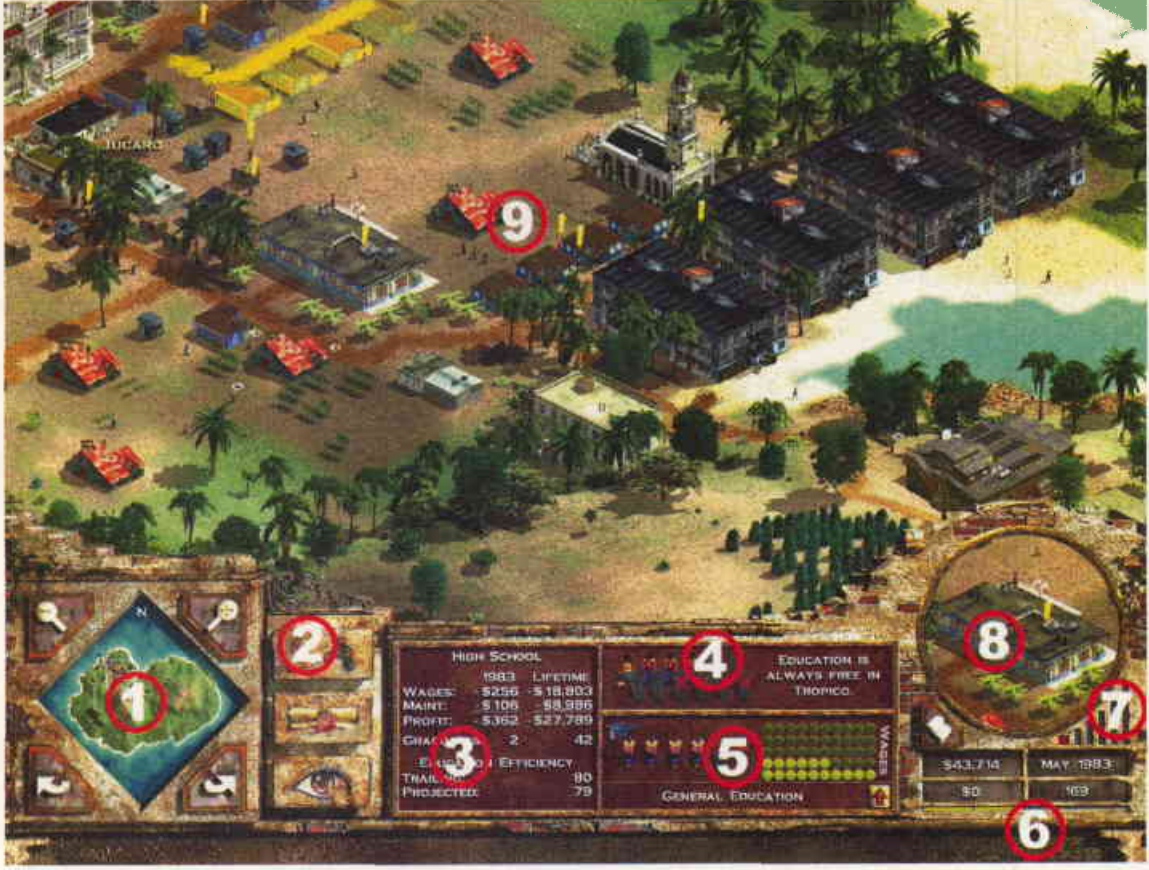 JUCARO
9
N
1
2
HIGH SCHOOL
1983 LIFETIME
WAGES: -$256 -$18,803
MAINT: -$106 -$8,986
PROFIT: -$362 -$27,789
2 42
3
EFFICIENCY
80
PROJECTED: 79
4
EDUCATION IS
ALWAYS FREE IN
TROPICO.
5
WAGES
GENERAL EDUCATION
8
7
$43,714 MAY 1983
$0 169
6